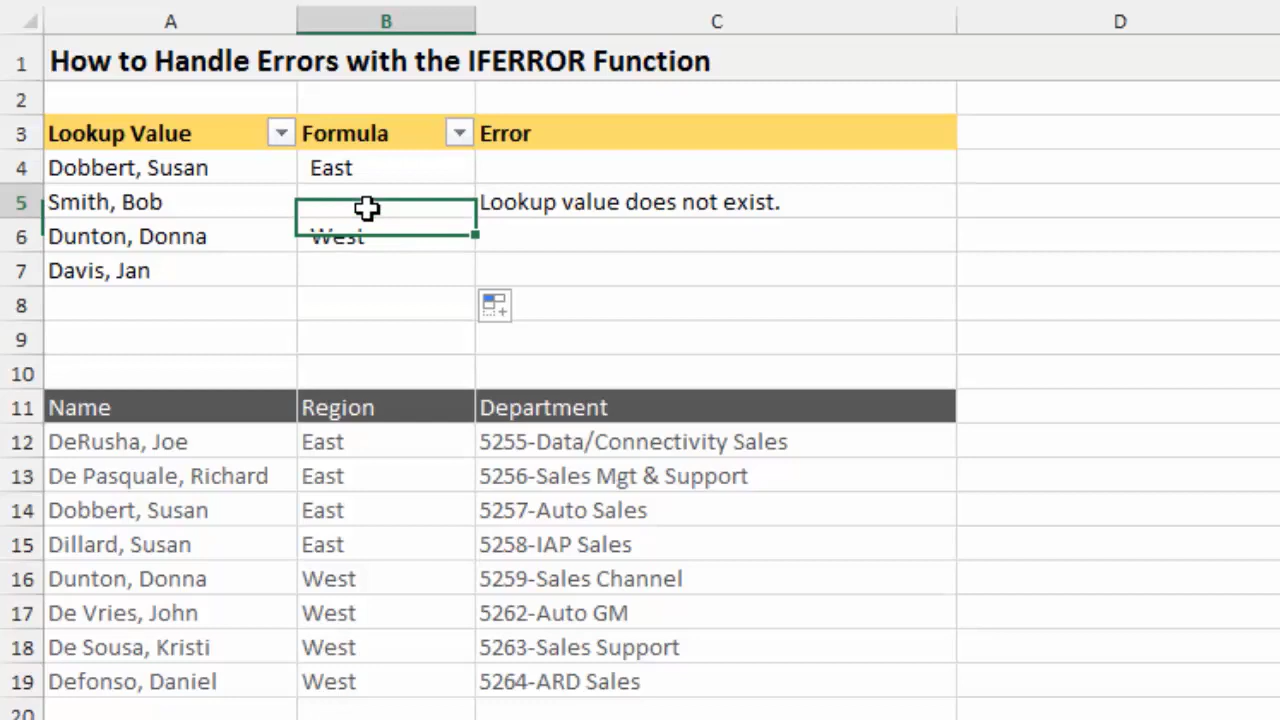 A B C D
1 How to Handle Errors with the IFERROR Function
2
3 Lookup Value Formula Error
4 Dobbert, Susan East
5 Smith, Bob Lookup value does not exist.
6 Dunton, Donna West
7 Davis, Jan
8
9
10
11 Name Region Department
12 DeRusha, Joe East 5255-Data/Connectivity Sales
13 De Pasquale, Richard East 5256-Sales Mgt & Support
14 Dobbert, Susan East 5257-Auto Sales
15 Dillard, Susan East 5258-IAP Sales
16 Dunton, Donna West 5259-Sales Channel
17 De Vries, John West 5262-Auto GM
18 De Sousa, Kristi West 5263-Sales Support
19 Defonso, Daniel West 5264-ARD Sales
20